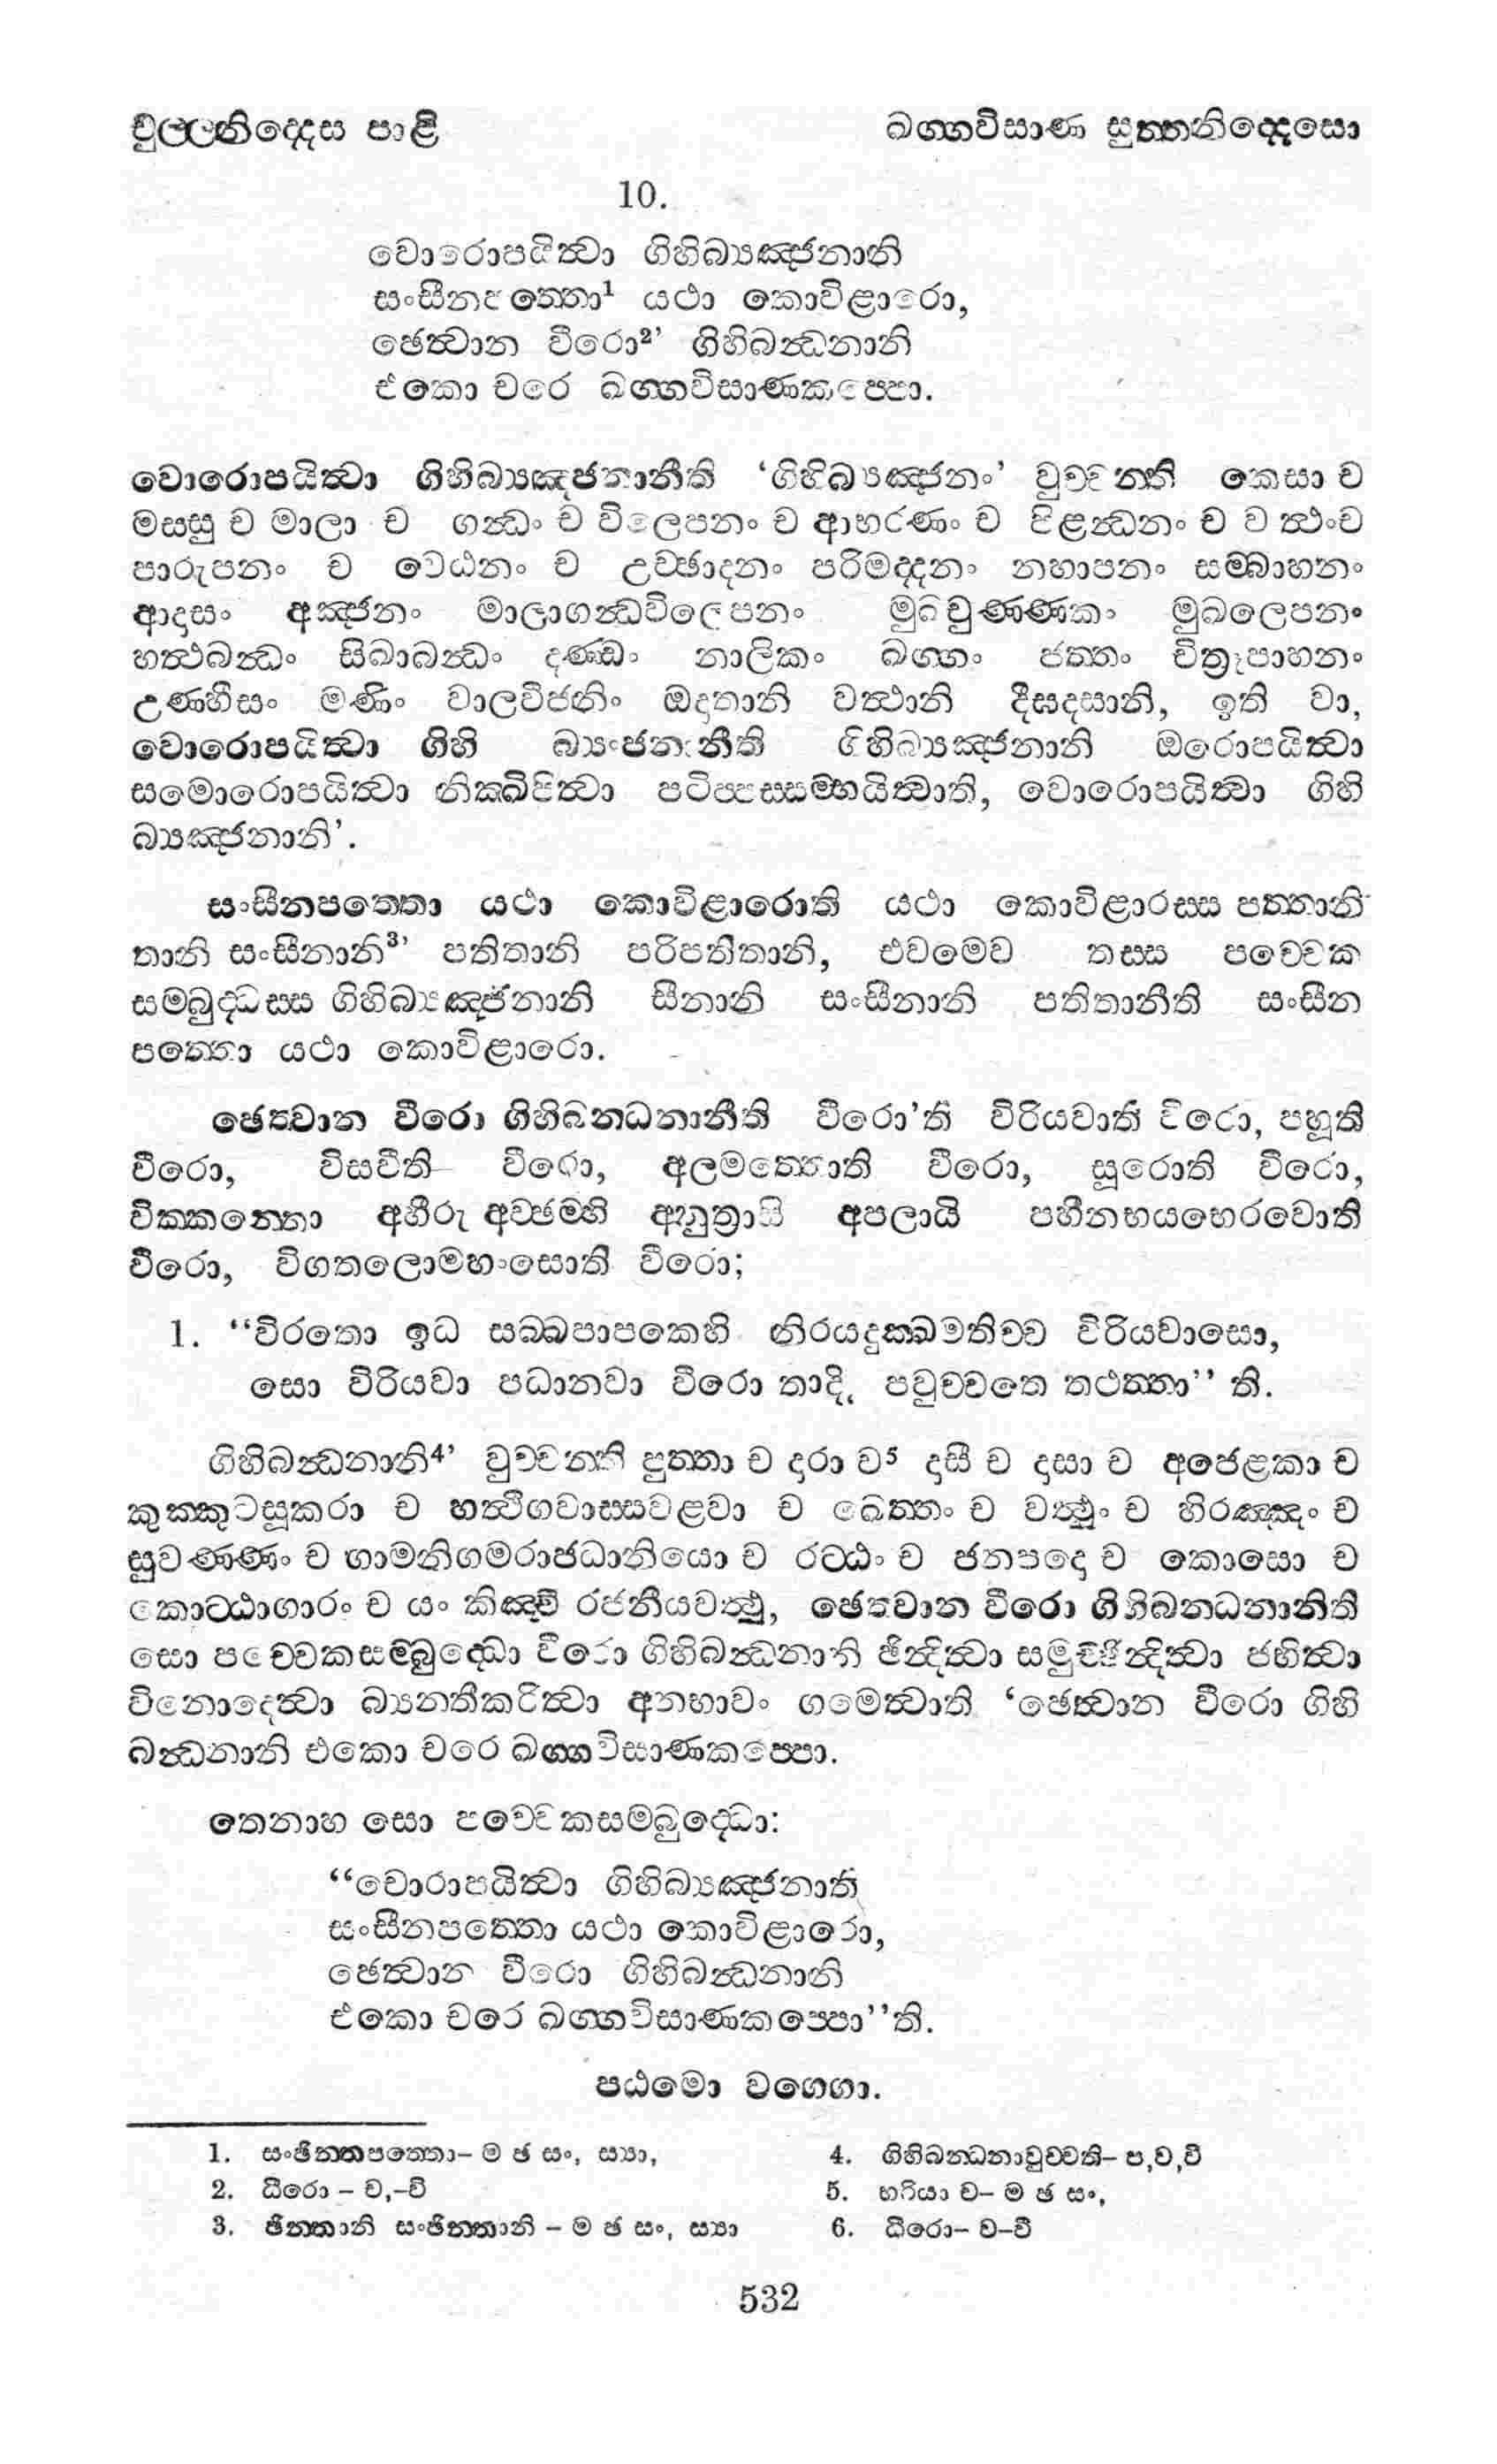 චුල්ලනිද්දෙස පාළි
ඛග්ගවිසාණ සුත්තනිද්දෙසො
10.
වොරොපයිත්වා ගිහිබ්‍යඤ්ජනානි
සංසීනපත්තො¹ යථා කොවිළාරො,
ඡෙත්වාන වීරො²’ ගිහිබන්ධනානි
එකො චරෙ ඛග්ගවිසාණකප්පො.
වොරොපයිත්වා ගිහිබ්‍යඤ්ජනානීති ‘ගිහිබ්‍යඤ්ජනං’ වුච්චන්ති කෙසා ච
මස්සු ච මාලා ච ගන්ධං ච විලෙපනං ච ආභරණං ච පිළන්ධනං ච වත්ථංච
පාරුපනං ච වෙඨනං ච උච්ඡාදනං පරිමද්දනං නහාපනං සම්බාහනං
ආදාසං අඤ්ජනං මාලාගන්ධවිලෙපනං මුඛචුණ්ණකං මුඛලෙපනං
හත්ථබන්ධං සිඛාබන්ධං දණ්ඩං නාලිකං ඛග්ගං ඡත්තං චිත්‍රෑපාහනං
උණ්හීසං මණිං වාලවීජනිං ඔදාතානි වත්ථානි දීඝදසානි, ඉති වා,
වොරොපයිත්වා ගිහි බ්‍යංජනානීති ගිහිබ්‍යඤ්ජනානි ඔරොපයිත්වා
සමොරොපයිත්වා නික්ඛිපිත්වා පටිප්පස්සම්භයිත්වාති, වොරොපයිත්වා ගිහි
බ්‍යඤ්ජනානි’.
සංසීනපත්තො යථා කොවිළාරොති යථා කොවිළාරස්ස පත්තානි
තානි සංසීනානි³’ පතිතානි පරිපතිතානි, එවමෙව තස්ස පච්චෙක
සම්බුද්ධස්ස ගිහිබ්‍යඤ්ජනානි සීනානි සංසීනානි පතිතානීති සංසීන
පත්තො යථා කොවිළාරො.
ඡෙත්වාන වීරො ගිහිබන්ධනානීති වීරො’ති විරියවාති වීරො, පහූති
වීරො, විසවීති වීරො, අලමත්තොති වීරො, සූරොති වීරො,
වික්කන්තො අභීරු අච්ඡම්භි අනුත්‍රාසි අපලායි පහීනභයභෙරවොති
වීරො, විගතලොමහංසොති වීරො;
1. “විරතො ඉධ සබ්බපාපකෙහි නිරයදුක්ඛමතිච්ච විරියවාසො,
සො විරියවා පධානවා වීරො තාදි, පවුච්චතෙ තථත්තා” ති.
ගිහිබන්ධනානි⁴’ වුච්චන්ති පුත්තා ච දාරා ච⁵ දාසී ච දාසා ච අජෙළකා ච
කුක්කුටසූකරා ච හත්ථිගවාස්සවළවා ච ඛෙත්තං ච වත්ථුං ච හිරඤ්ඤං ච
සුවණ්ණං ච ගාමනිගමරාජධානියො ච රට්ඨං ච ජනපදො ච කොසො ච
කොට්ඨාගාරං ච යං කිඤ්චි රජනීයවත්ථු, ඡෙත්වාන වීරො ගිහිබන්ධනානිති
සො පච්චෙකසම්බුද්ධො වීරො ගිහිබන්ධනානි ඡින්දිත්වා සමුච්ඡින්දිත්වා ජහිත්වා
විනොදෙත්වා බ්‍යන්තීකරිත්වා අනභාවං ගමෙත්වාති ‘ඡෙත්වාන වීරො ගිහි
බන්ධනානි එකො චරෙ ඛග්ගවිසාණකප්පො.
තෙනාහ සො පච්චෙකසම්බුද්ධො:
“වොරාපයිත්වා ගිහිබ්‍යඤ්ජනානි
සංසීනපත්තො යථා කොවිළාරො,
ඡෙත්වාන වීරො ගිහිබන්ධනානි
එකො චරෙ ඛග්ගවිසාණකප්පො”ති.
පඨමො වග්ගො.
1. සංඡින්නපත්තො– ම ඡ සං, ස්‍යා,
2. ධීරො – ව,–වි
3. ඡින්නානි සංඡින්නානි – ම ඡ සං, ස්‍යා
4. ගිහිබන්ධනාවුච්චති– ප,ව,වි
5. භරියා ච– ම ඡ සං,
6. ධීරො– ව–වී
532